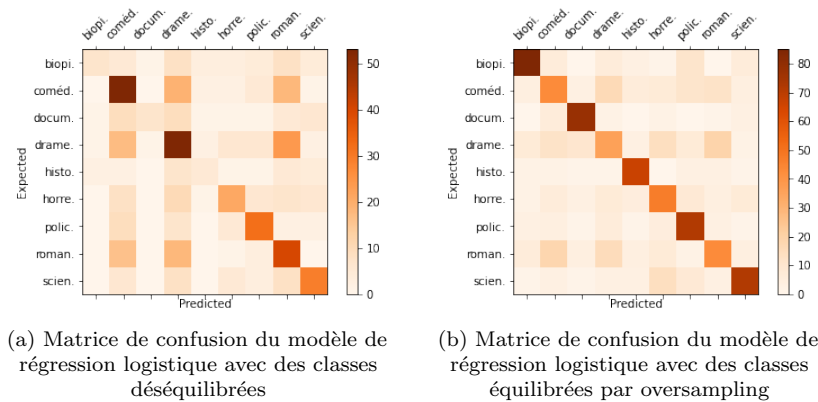 biopi.
coméd.
docum.
drame.
histo.
horre.
polic.
roman.
scien.
biopi.
coméd.
docum.
drame.
histo.
horre.
polic.
roman.
scien.
Expected
Predicted
50
40
30
20
10
0
(a) Matrice de confusion du modèle de
régression logistique avec des classes
déséquilibrées
biopi.
coméd.
docum.
drame.
histo.
horre.
polic.
roman.
scien.
biopi.
coméd.
docum.
drame.
histo.
horre.
polic.
roman.
scien.
Expected
Predicted
80
70
60
50
40
30
20
10
0
(b) Matrice de confusion du modèle de
régression logistique avec des classes
équilibrées par oversampling